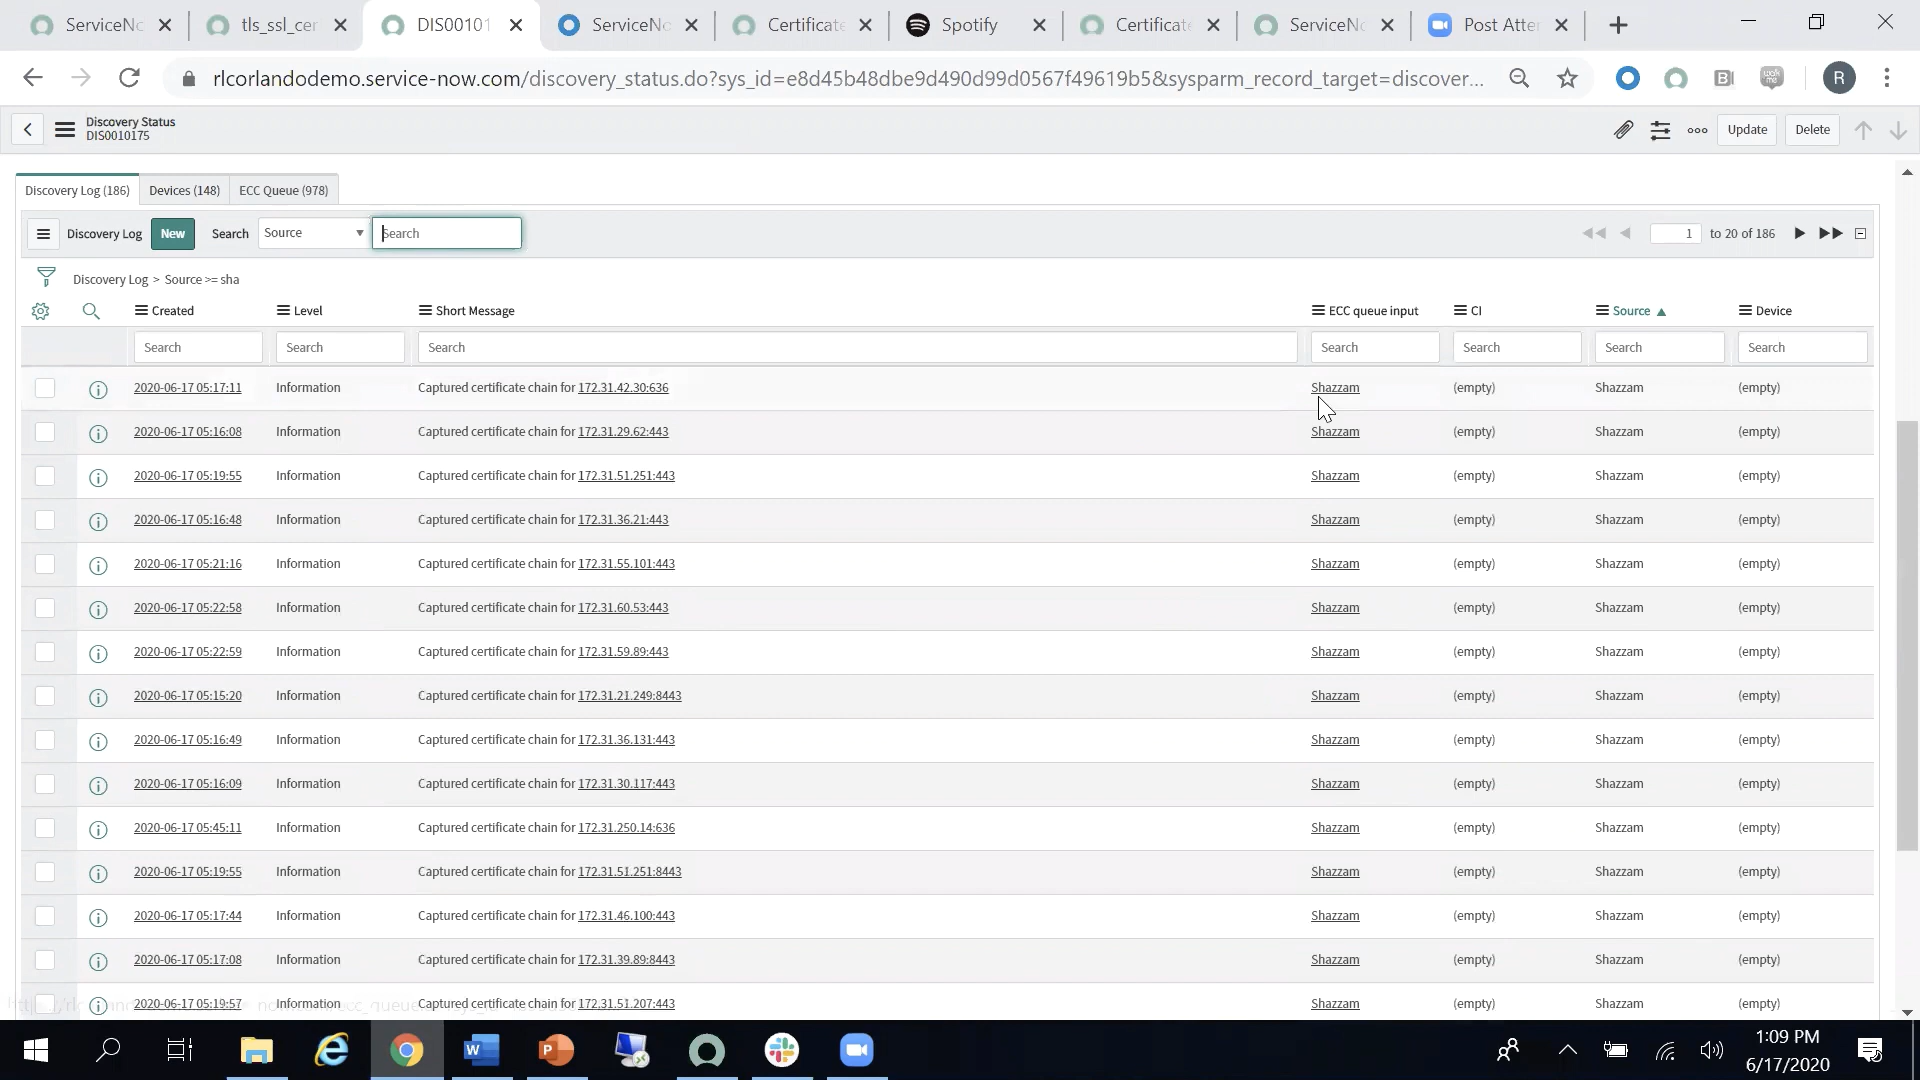 ServiceNo
tls_ssl_cer
DIS00101
ServiceNo
Certificate
Spotify
Certificate
ServiceNo
Post Atter
rlcorlandodemo.service-now.com/discovery_status.do?sys_id=e8d45b48dbe9d490d99d0567f49619b5&sysparm_record_target=discover...
R
Discovery Status
DIS0010175
Update
Delete
Discovery Log (186)
Devices (148)
ECC Queue (978)
Discovery Log
New
Search
Source
Search
1 to 20 of 186
Discovery Log > Source >= sha
Created Level Short Message ECC queue input CI Source Device
Search Search Search Search Search Search Search
2020-06-17 05:17:11 Information Captured certificate chain for 172.31.42.30:636 Shazzam (empty) Shazzam (empty)
2020-06-17 05:16:08 Information Captured certificate chain for 172.31.29.62:443 Shazzam (empty) Shazzam (empty)
2020-06-17 05:19:55 Information Captured certificate chain for 172.31.51.251:443 Shazzam (empty) Shazzam (empty)
2020-06-17 05:16:48 Information Captured certificate chain for 172.31.36.21:443 Shazzam (empty) Shazzam (empty)
2020-06-17 05:21:16 Information Captured certificate chain for 172.31.55.101:443 Shazzam (empty) Shazzam (empty)
2020-06-17 05:22:58 Information Captured certificate chain for 172.31.60.53:443 Shazzam (empty) Shazzam (empty)
2020-06-17 05:22:59 Information Captured certificate chain for 172.31.59.89:443 Shazzam (empty) Shazzam (empty)
2020-06-17 05:15:20 Information Captured certificate chain for 172.31.21.249:8443 Shazzam (empty) Shazzam (empty)
2020-06-17 05:16:49 Information Captured certificate chain for 172.31.36.131:443 Shazzam (empty) Shazzam (empty)
2020-06-17 05:16:09 Information Captured certificate chain for 172.31.30.117:443 Shazzam (empty) Shazzam (empty)
2020-06-17 05:45:11 Information Captured certificate chain for 172.31.250.14:636 Shazzam (empty) Shazzam (empty)
2020-06-17 05:19:55 Information Captured certificate chain for 172.31.51.251:8443 Shazzam (empty) Shazzam (empty)
2020-06-17 05:17:44 Information Captured certificate chain for 172.31.46.100:443 Shazzam (empty) Shazzam (empty)
2020-06-17 05:17:08 Information Captured certificate chain for 172.31.39.89:8443 Shazzam (empty) Shazzam (empty)
2020-06-17 05:19:57 Information Captured certificate chain for 172.31.51.207:443 Shazzam (empty) Shazzam (empty)
1:09 PM
6/17/2020